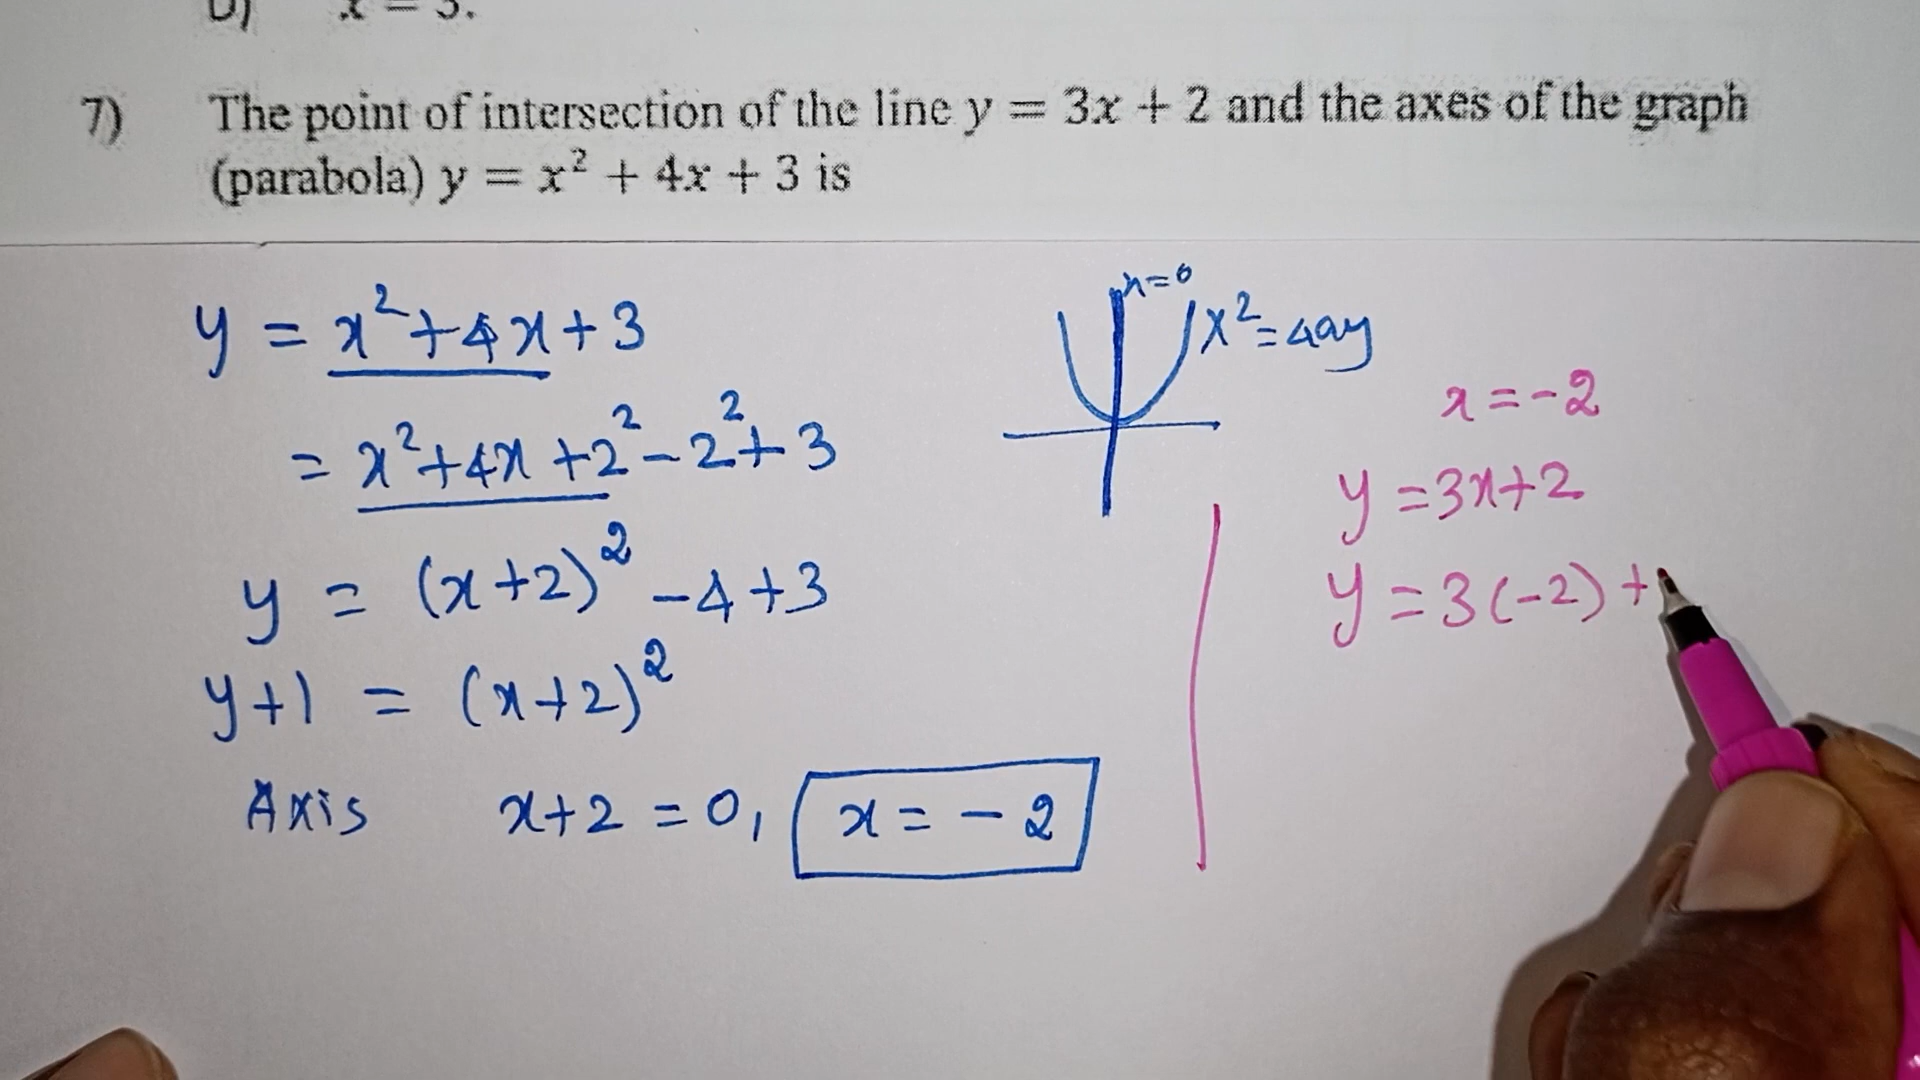 D) x = 3.
7) The point of intersection of the line y = 3x + 2 and the axes of the graph
(parabola) y = x² + 4x + 3 is
y = x² + 4x + 3
= x² + 4x + 2² - 2² + 3
y = (x+2)² - 4 + 3
y+1 = (x+2)²
Axis x+2 = 0, x = -2
x = 0
x² = 4ay
x = -2
y = 3x+2
y = 3(-2) +